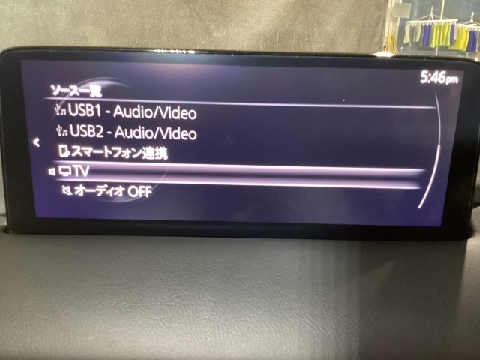 5:46pm
ソース一覧
USB1 - Audio/Video
USB2 - Audio/Video
スマートフォン連携
TV
オーディオ OFF